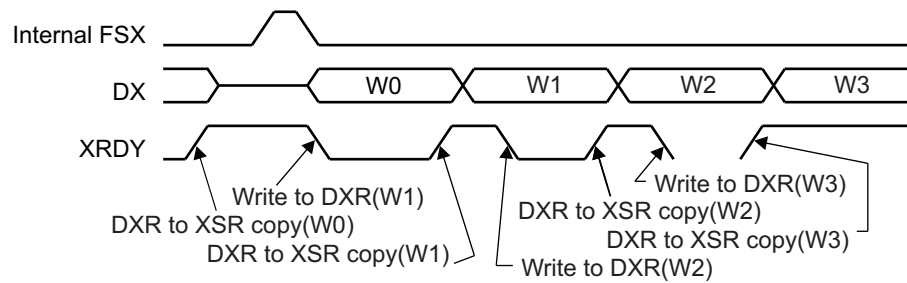 Internal FSX
DX
W0 W1 W2 W3
XRDY
Write to DXR(W1)
Write to DXR(W3)
DXR to XSR copy(W0)
DXR to XSR copy(W2)
DXR to XSR copy(W1)
DXR to XSR copy(W3)
Write to DXR(W2)